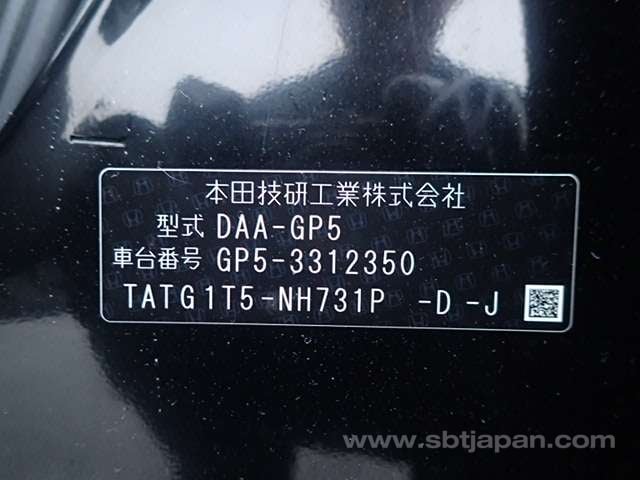 本田技研工業株式会社
型式 DAA-GP5
車台番号 GP5-3312350
TATG1T5-NH731P -D -J
www.sbtjapan.com